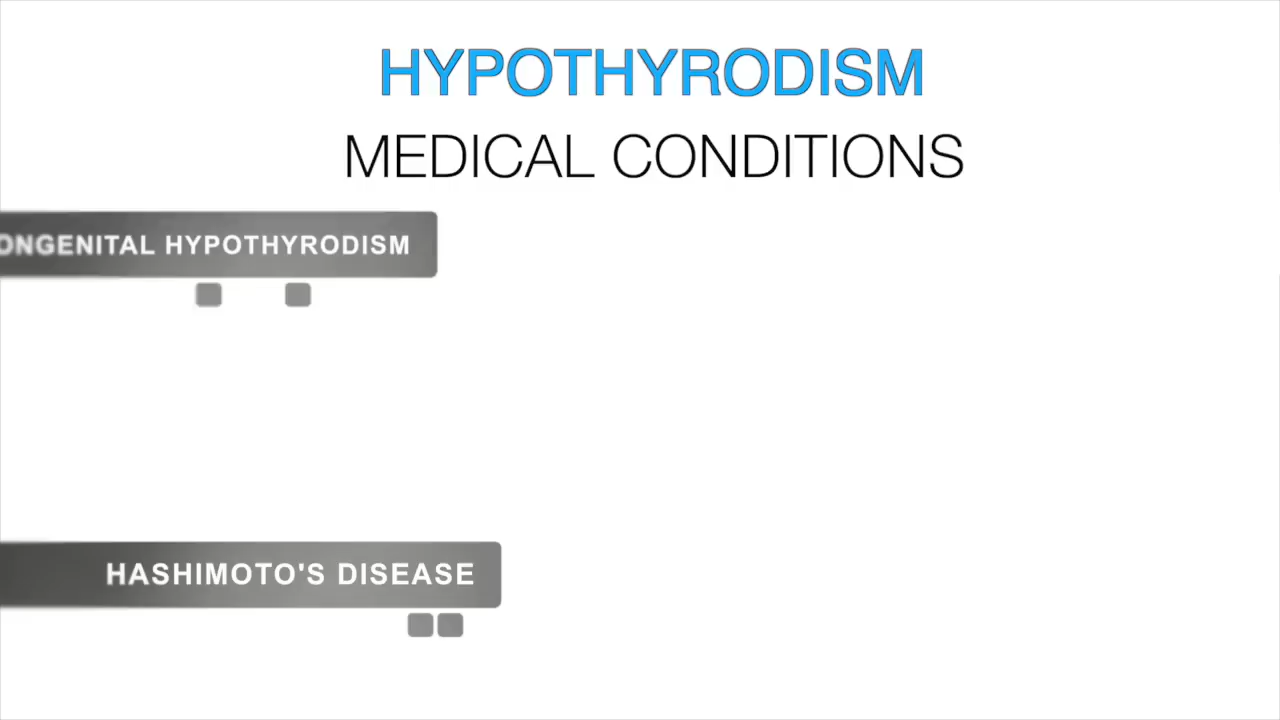 HYPOTHYRODISM
MEDICAL CONDITIONS
ONGENITAL HYPOTHYRODISM
HASHIMOTO'S DISEASE